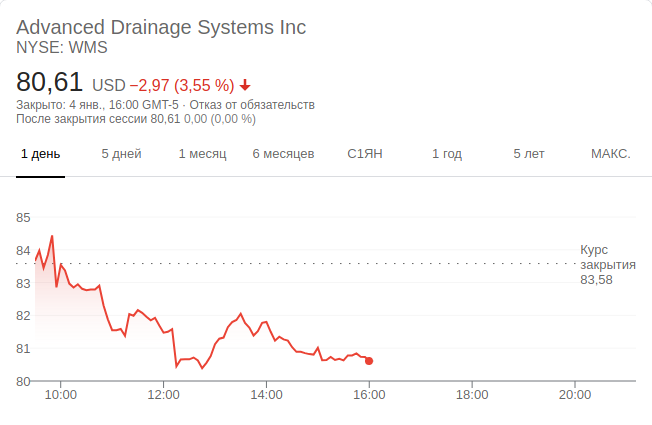 Advanced Drainage Systems Inc
NYSE: WMS
80,61 USD −2,97 (3,55 %)
Закрыто: 4 янв., 16:00 GMT-5 · Отказ от обязательств
После закрытия сессии 80,61 0,00 (0,00 %)
1 день 5 дней 1 месяц 6 месяцев С1ЯН 1 год 5 лет МАКС.
85
84
83
82
81
80
Курс
закрытия
83,58
10:00 12:00 14:00 16:00 18:00 20:00